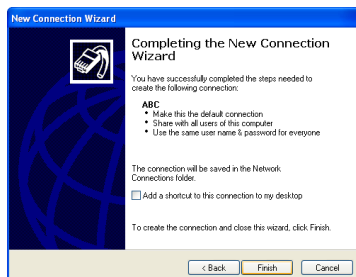 New Connection Wizard
Completing the New Connection
Wizard
You have successfully completed the steps needed to
create the following connection:
ABC
• Make this the default connection
• Share with all users of this computer
• Use the same user name & password for everyone
The connection will be saved in the Network
Connections folder.
Add a shortcut to this connection to my desktop
To create the connection and close this wizard, click Finish.
< Back
Finish
Cancel